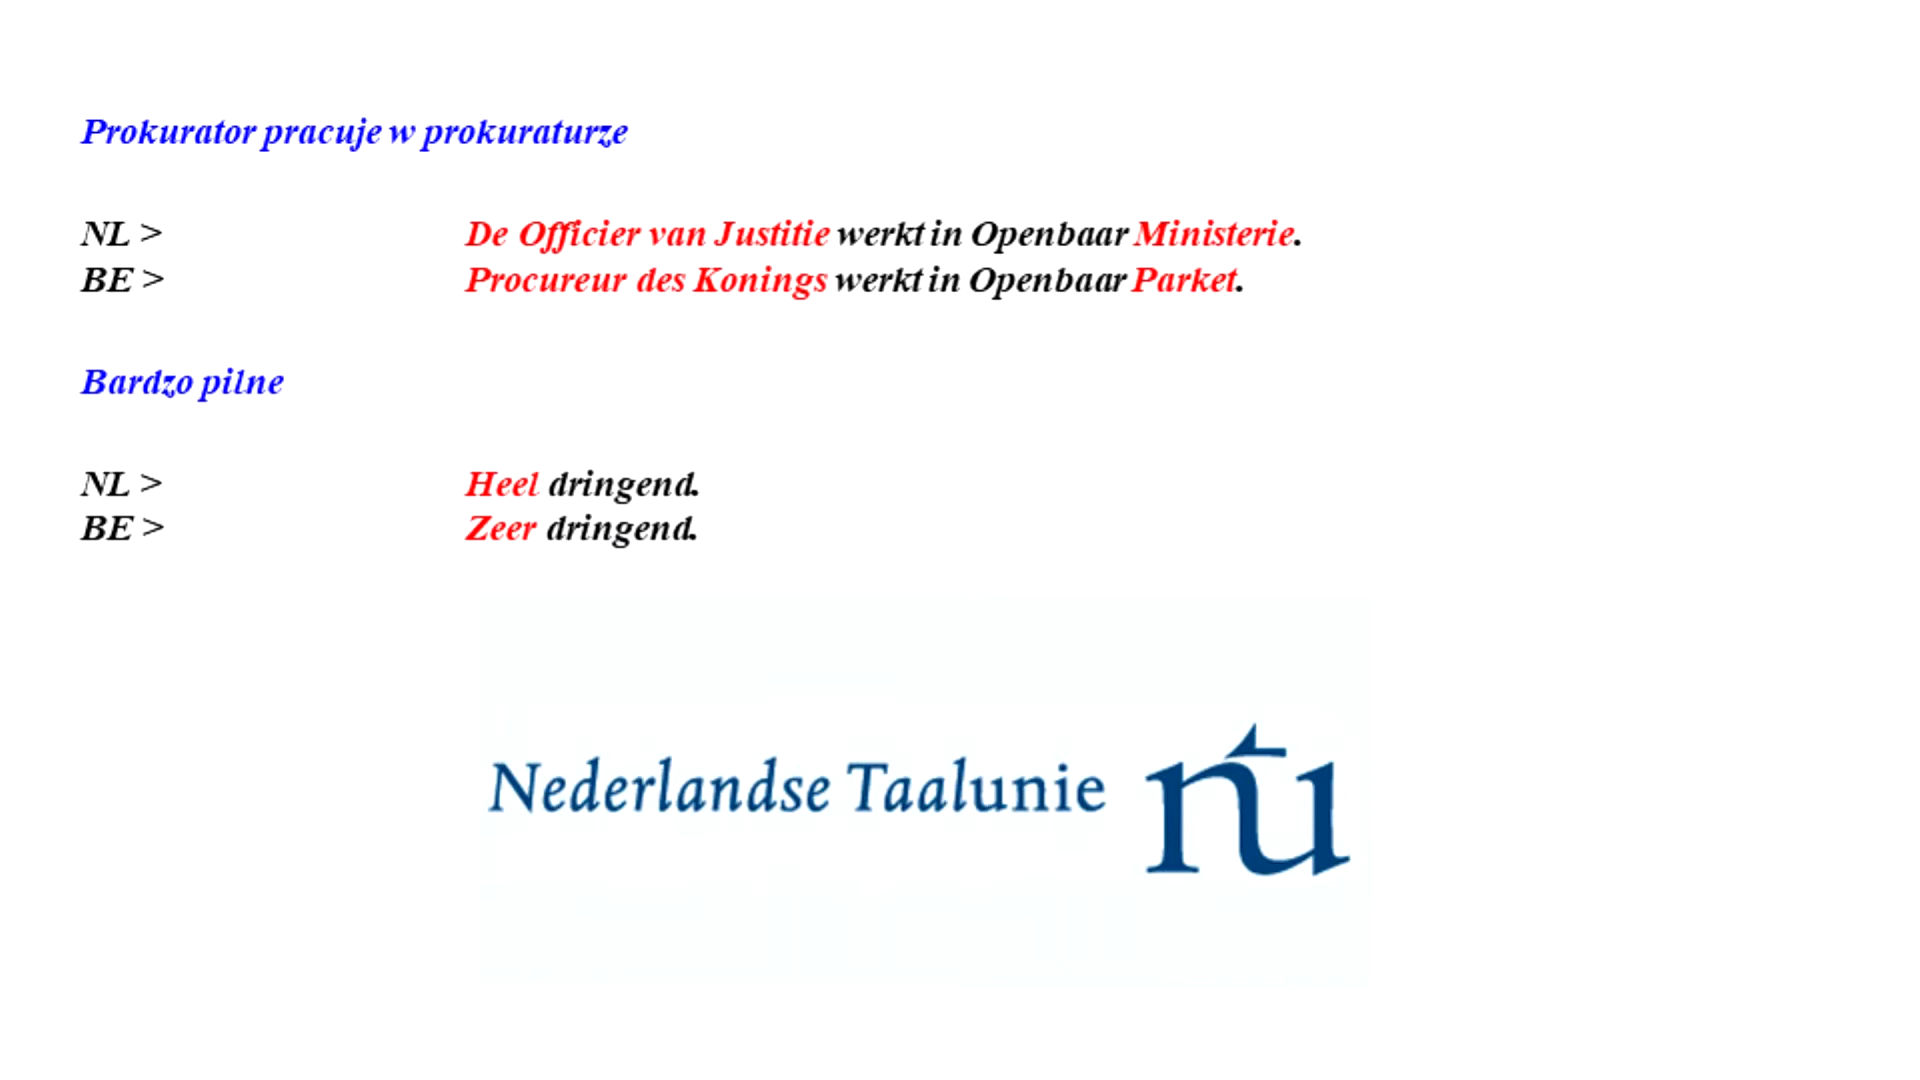 Prokurator pracuje w prokuraturze
NL > De Officier van Justitie werkt in Openbaar Ministerie.
BE > Procureur des Konings werkt in Openbaar Parket.
Bardzo pilne
NL > Heel dringend.
BE > Zeer dringend.
Nederlandse Taalunie